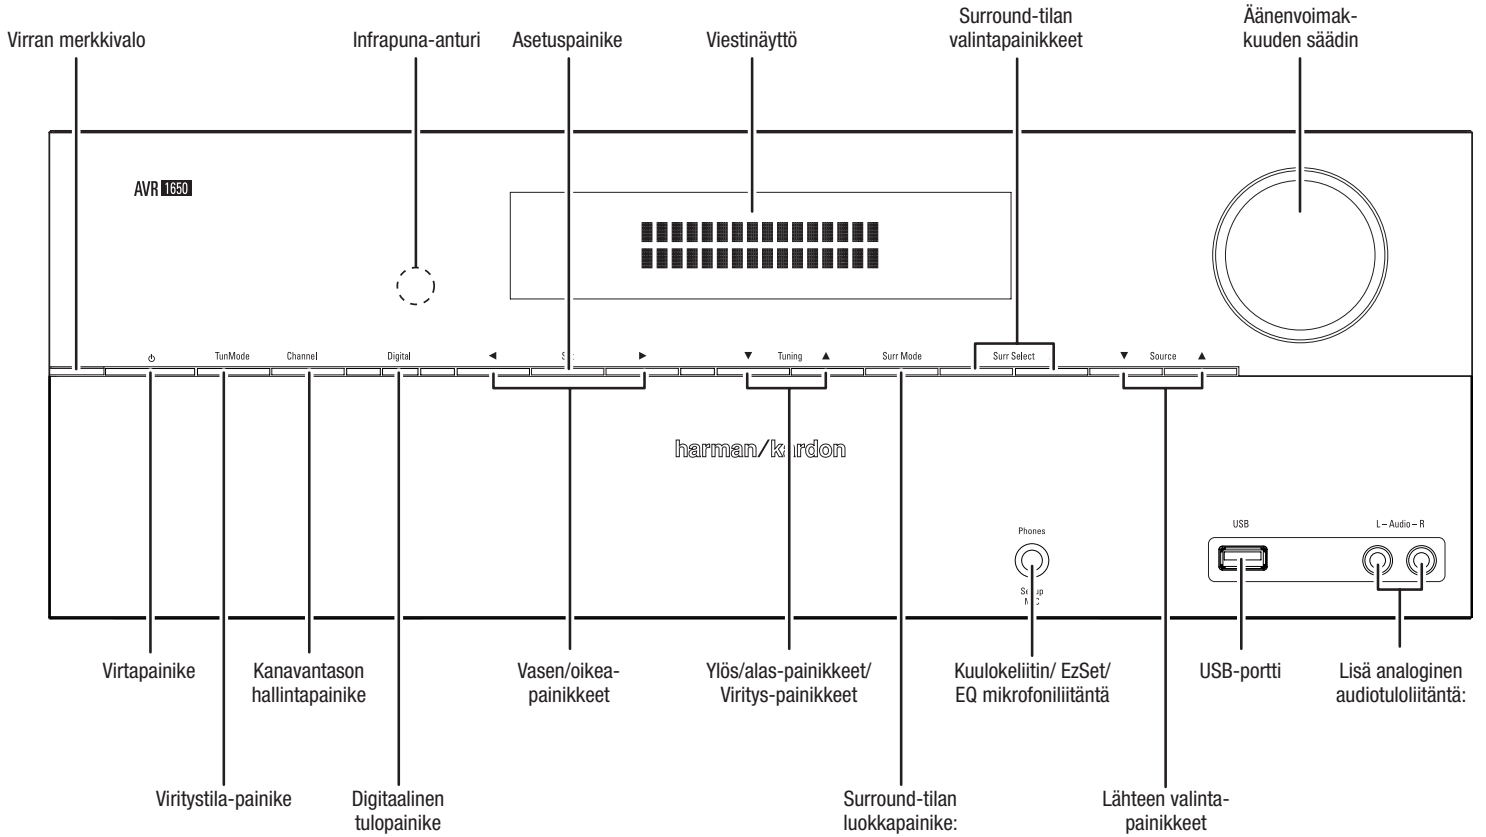 Virran merkkivalo
Infrapuna-anturi
Asetuspainike
Viestinäyttö
Surround-tilan
valintapainikkeet
Äänenvoimak-
kuuden säädin
AVR 1650
TunMode
Channel
Digital
Tuning
Surr Mode
Surr Select
Source
harman/kardon
Phones
USB
L – Audio – R
Virtapainike
Kanavantason
hallintapainike
Vasen/oikea-
painikkeet
Ylös/alas-painikkeet/
Viritys-painikkeet
Kuulokeliitin/ EzSet/
EQ mikrofoniliitäntä
USB-portti
Lisä analoginen
audiotuloliitäntä:
Viritystila-painike
Digitaalinen
tulopainike
Surround-tilan
luokkapainike:
Lähteen valinta-
painikkeet